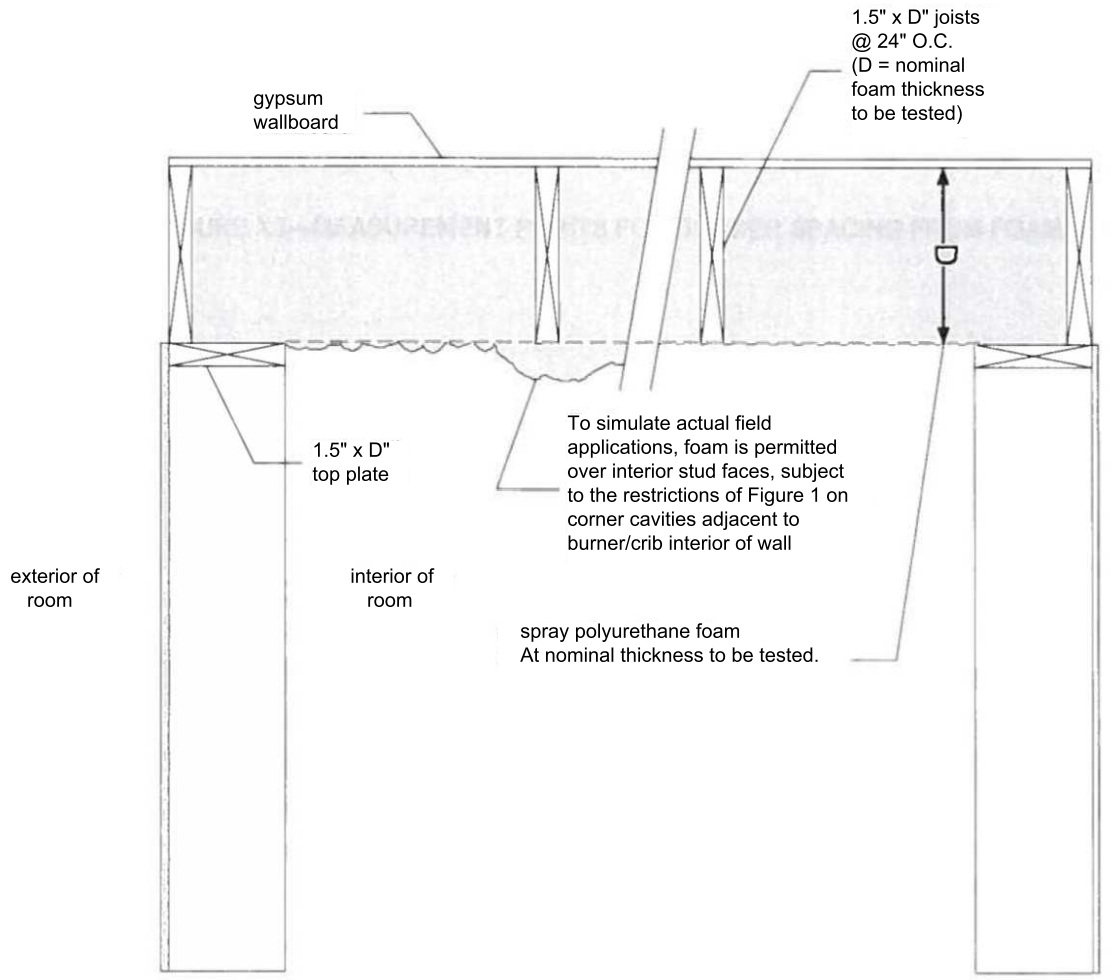 1.5" x D" joists
@ 24" O.C.
(D = nominal
foam thickness
to be tested)
gypsum
wallboard
D
To simulate actual field
applications, foam is permitted
over interior stud faces, subject
to the restrictions of Figure 1 on
corner cavities adjacent to
burner/crib interior of wall
1.5" x D"
top plate
exterior of
room
interior of
room
spray polyurethane foam
At nominal thickness to be tested.